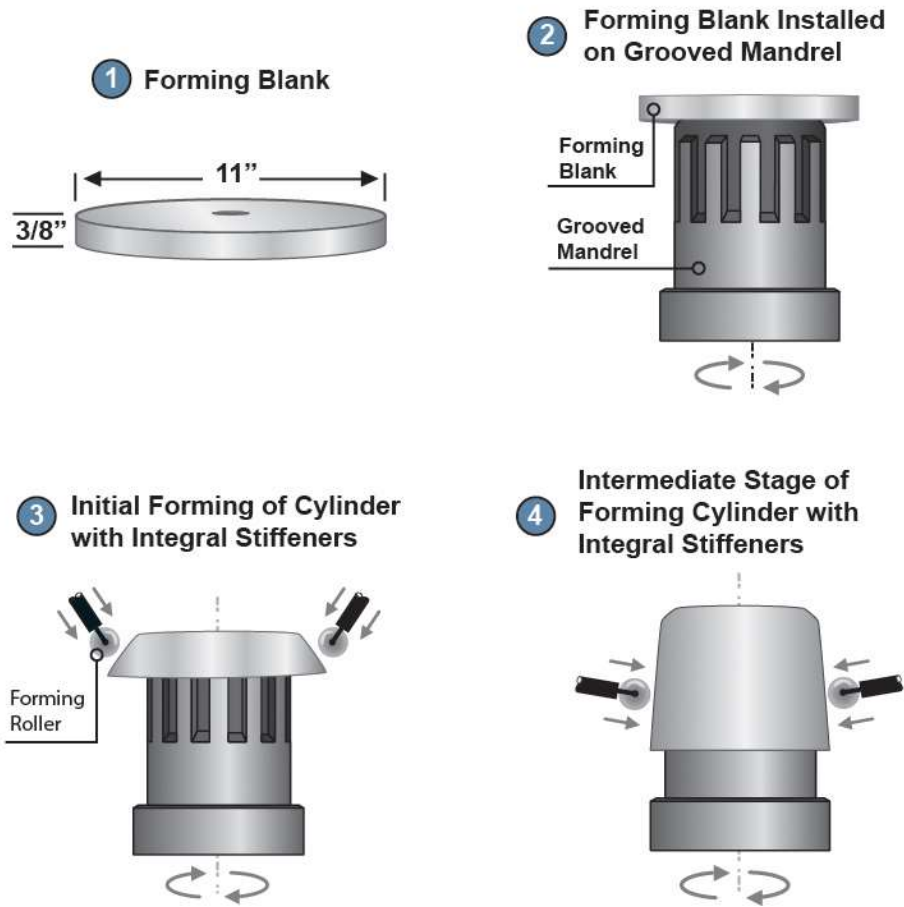 1 Forming Blank
11”
3/8”
2 Forming Blank Installed
on Grooved Mandrel
Forming
Blank
Grooved
Mandrel
3 Initial Forming of Cylinder
with Integral Stiffeners
Forming
Roller
4 Intermediate Stage of
Forming Cylinder with
Integral Stiffeners